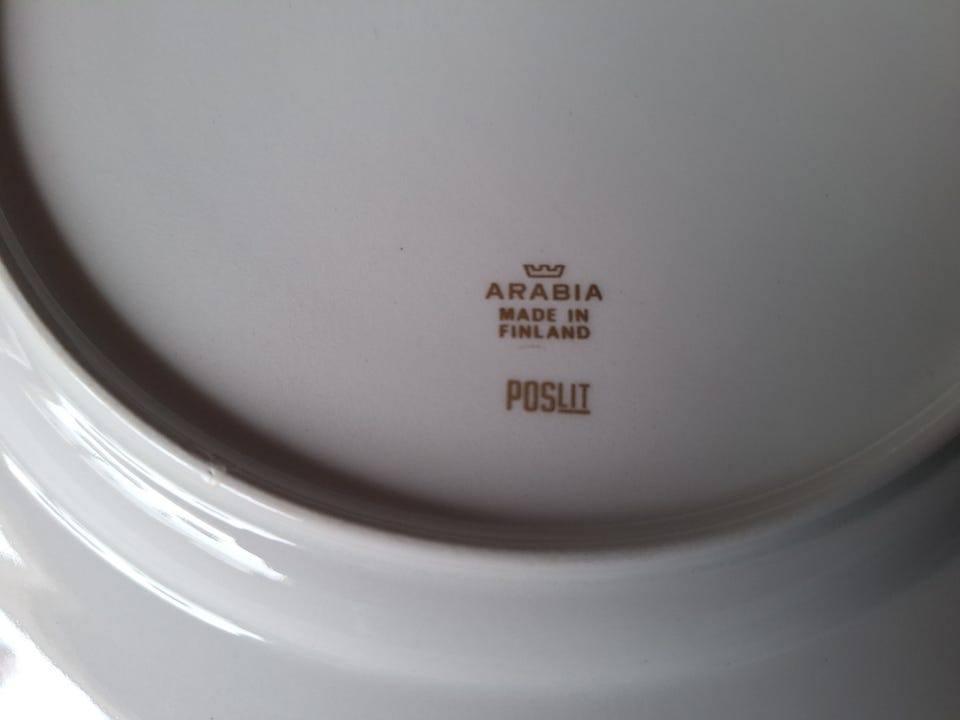 ARABIA
MADE IN
FINLAND
POSLIT